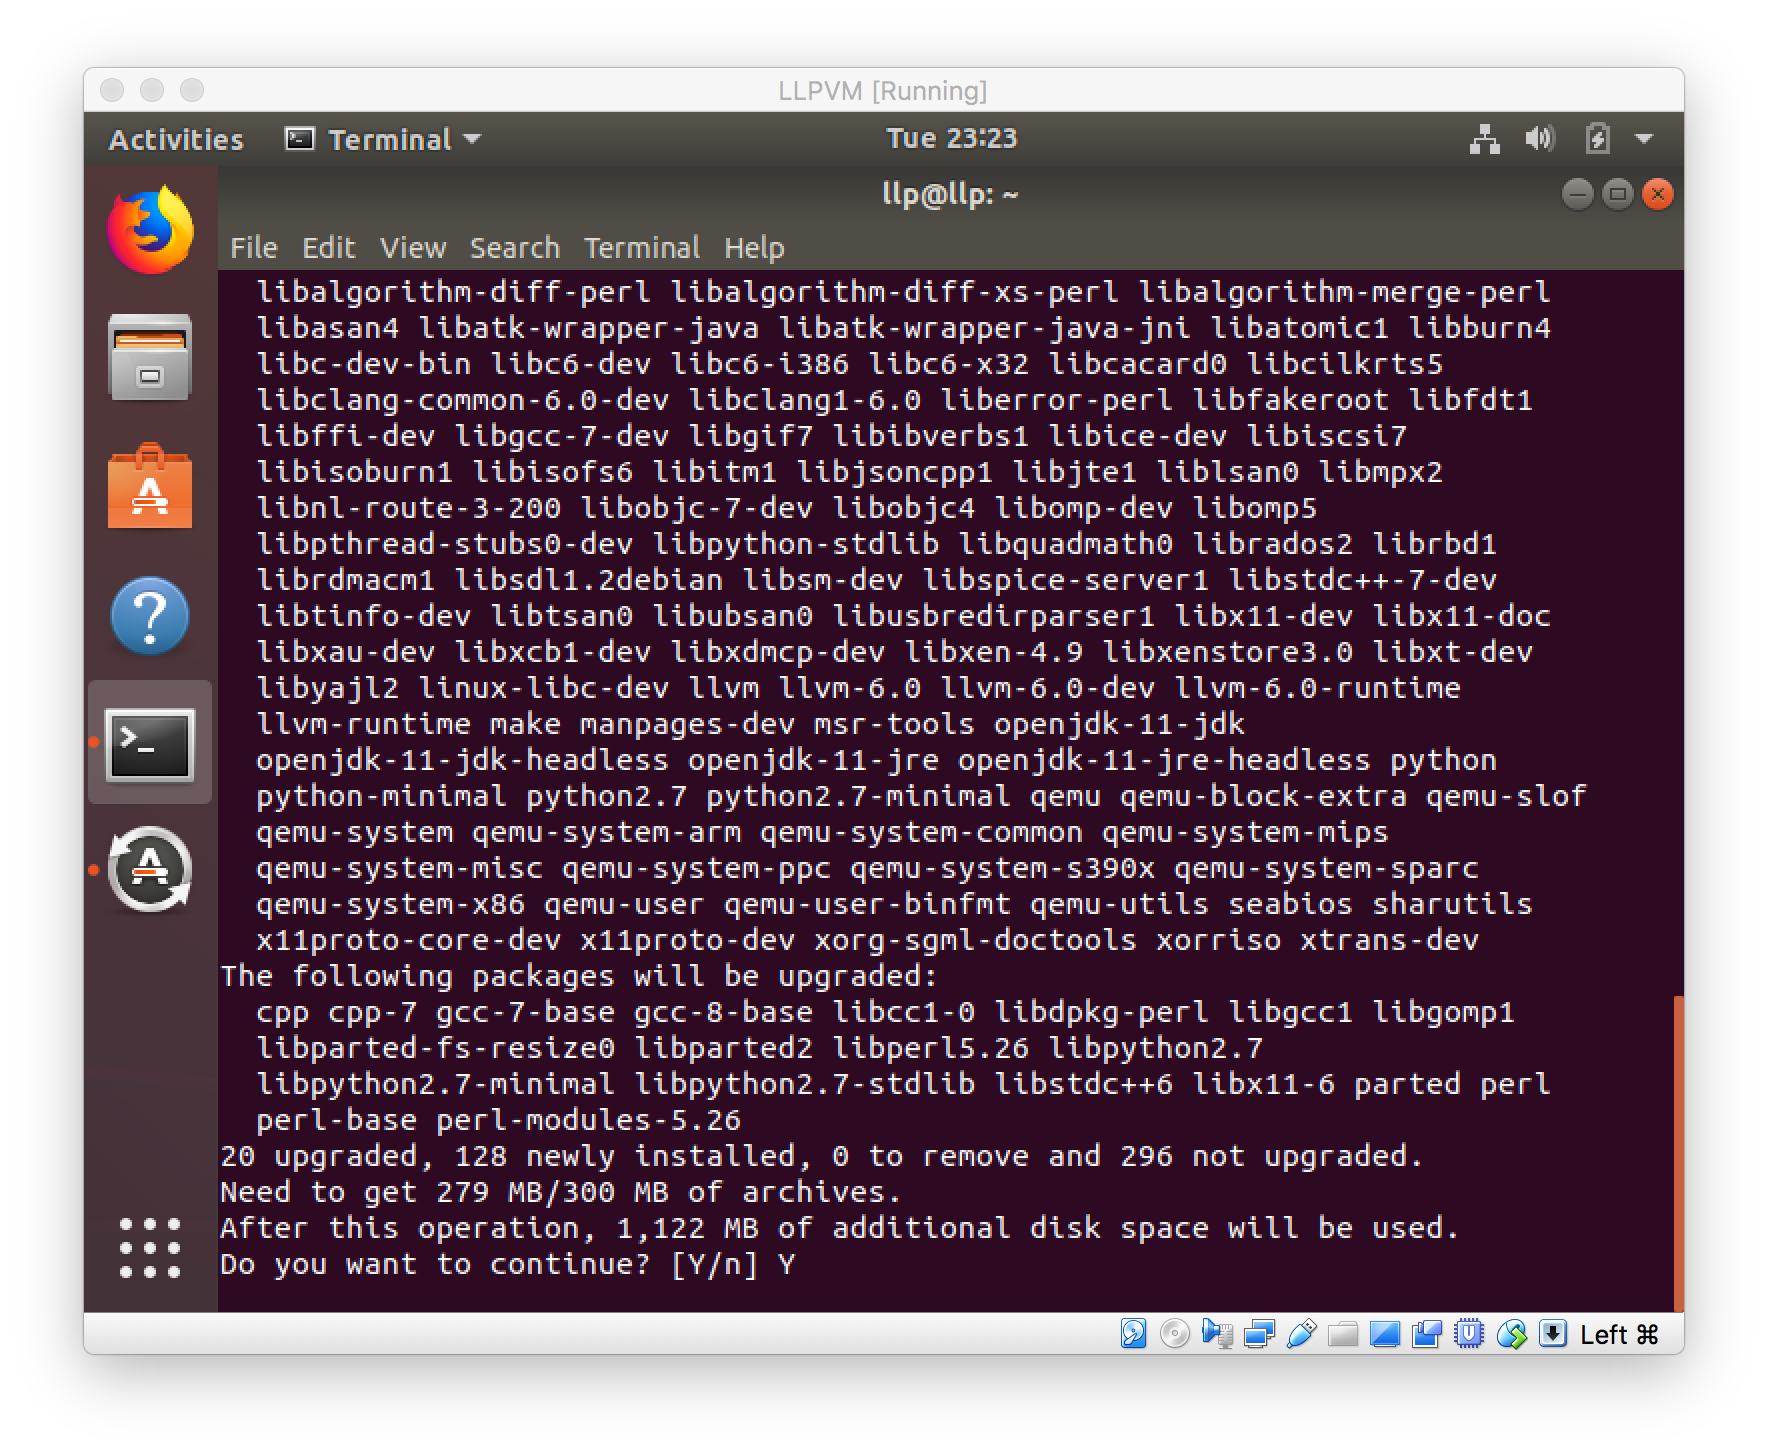 LLPVM [Running]
Activities Terminal Tue 23:23
llp@llp: ~
File Edit View Search Terminal Help
libalgorithm-diff-perl libalgorithm-diff-xs-perl libalgorithm-merge-perl
libasan4 libatk-wrapper-java libatk-wrapper-java-jni libatomic1 libburn4
libc-dev-bin libc6-dev libc6-i386 libc6-x32 libcacard0 libcilkrts5
libclang-common-6.0-dev libclang1-6.0 liberror-perl libfakeroot libfdt1
libffi-dev libgcc-7-dev libgif7 libibverbs1 libice-dev libiscsi7
libisoburn1 libisofs6 libitm1 libjsoncpp1 libjte1 liblsan0 libmpx2
libnl-route-3-200 libobjc-7-dev libobjc4 libomp-dev libomp5
libpthread-stubs0-dev libpython-stdlib libquadmath0 librados2 librbd1
librdmacm1 libsdl1.2debian libsm-dev libspice-server1 libstdc++-7-dev
libtinfo-dev libtsan0 libubsan0 libusbredirparser1 libx11-dev libx11-doc
libxau-dev libxcb1-dev libxdmcp-dev libxen-4.9 libxenstore3.0 libxt-dev
libyajl2 linux-libc-dev llvm llvm-6.0 llvm-6.0-dev llvm-6.0-runtime
llvm-runtime make manpages-dev msr-tools openjdk-11-jdk
openjdk-11-jdk-headless openjdk-11-jre openjdk-11-jre-headless python
python-minimal python2.7 python2.7-minimal qemu qemu-block-extra qemu-slof
qemu-system qemu-system-arm qemu-system-common qemu-system-mips
qemu-system-misc qemu-system-ppc qemu-system-s390x qemu-system-sparc
qemu-system-x86 qemu-user qemu-user-binfmt qemu-utils seabios sharutils
x11proto-core-dev x11proto-dev xorg-sgml-doctools xorriso xtrans-dev
The following packages will be upgraded:
cpp cpp-7 gcc-7-base gcc-8-base libcc1-0 libdpkg-perl libgcc1 libgomp1
libparted-fs-resize0 libparted2 libperl5.26 libpython2.7
libpython2.7-minimal libpython2.7-stdlib libstdc++6 libx11-6 parted perl
perl-base perl-modules-5.26
20 upgraded, 128 newly installed, 0 to remove and 296 not upgraded.
Need to get 279 MB/300 MB of archives.
After this operation, 1,122 MB of additional disk space will be used.
Do you want to continue? [Y/n] Y
Left ⌘